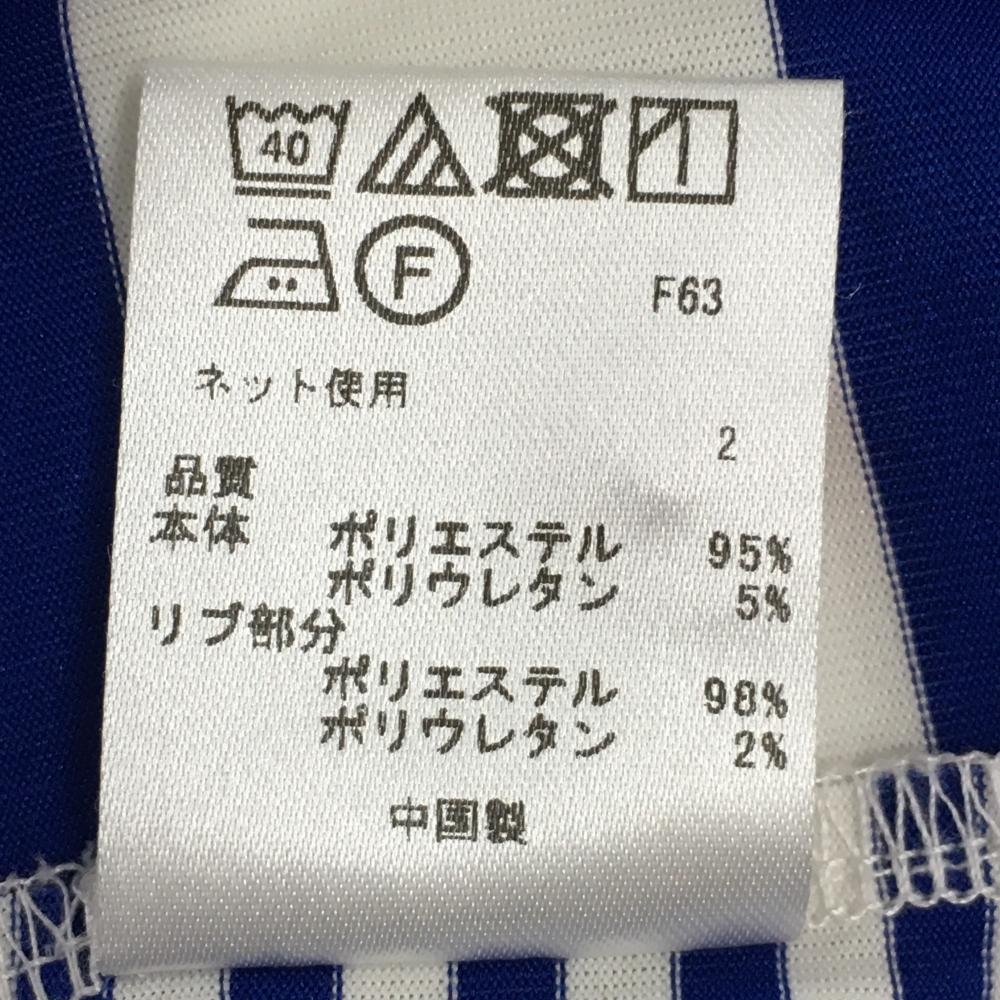 40
F
F63
ネット使用
2
品質
本体
ポリエステル 95%
ポリウレタン 5%
リブ部分
ポリエステル 98%
ポリウレタン 2%
中国製